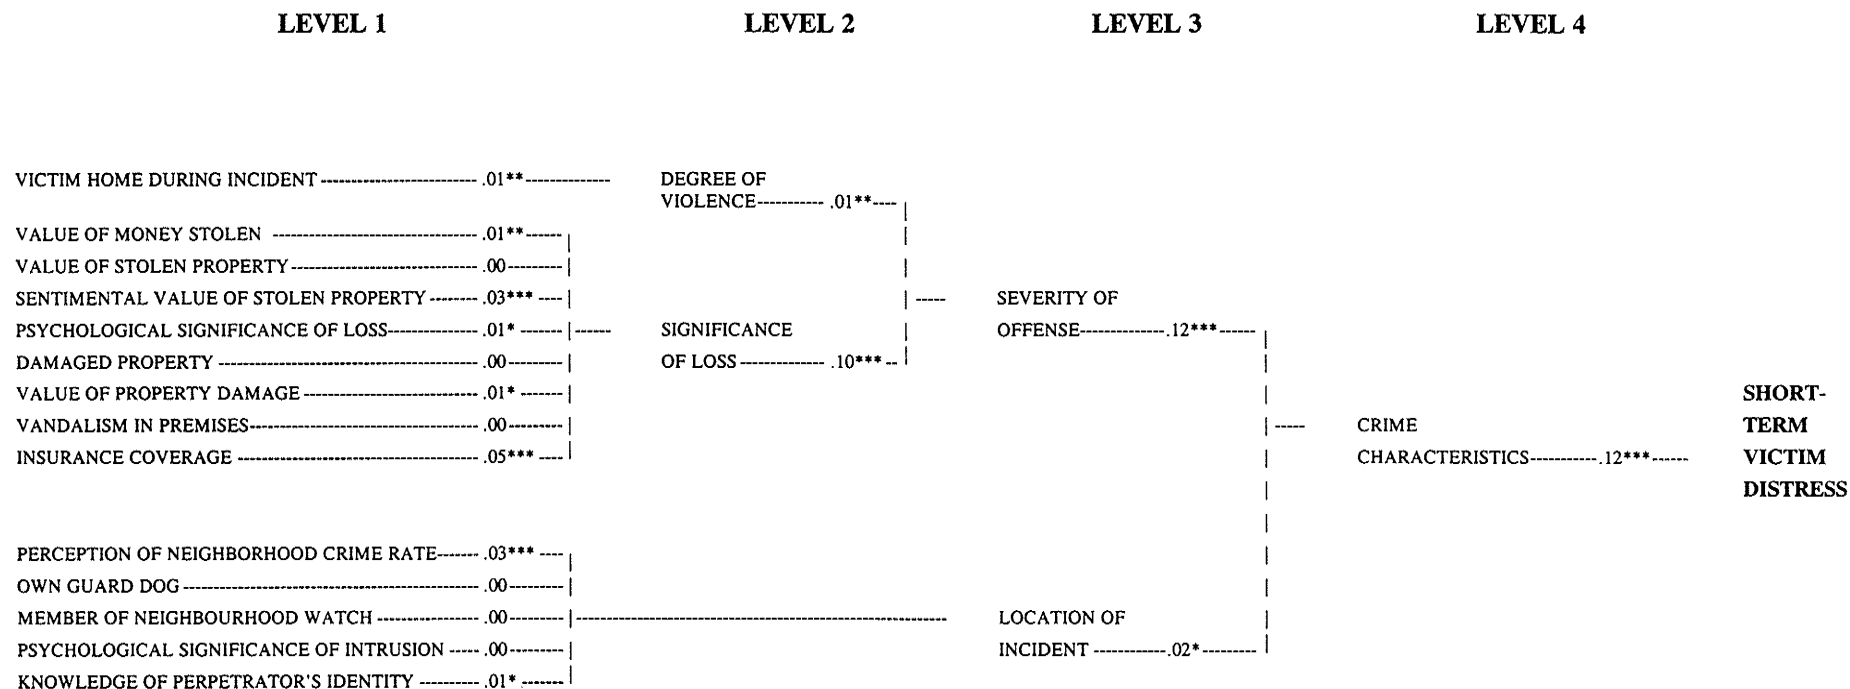 LEVEL 1 LEVEL 2 LEVEL 3 LEVEL 4
VICTIM HOME DURING INCIDENT .01** DEGREE OF
VIOLENCE .01**
VALUE OF MONEY STOLEN .01**
VALUE OF STOLEN PROPERTY .00
SENTIMENTAL VALUE OF STOLEN PROPERTY .03*** SEVERITY OF
PSYCHOLOGICAL SIGNIFICANCE OF LOSS .01* SIGNIFICANCE OFFENSE .12***
DAMAGED PROPERTY .00 OF LOSS .10***
VALUE OF PROPERTY DAMAGE .01* SHORT-
VANDALISM IN PREMISES .00 CRIME TERM
INSURANCE COVERAGE .05*** CHARACTERISTICS .12*** VICTIM
DISTRESS
PERCEPTION OF NEIGHBORHOOD CRIME RATE .03***
OWN GUARD DOG .00
MEMBER OF NEIGHBOURHOOD WATCH .00 LOCATION OF
PSYCHOLOGICAL SIGNIFICANCE OF INTRUSION .00 INCIDENT .02*
KNOWLEDGE OF PERPETRATOR'S IDENTITY .01*